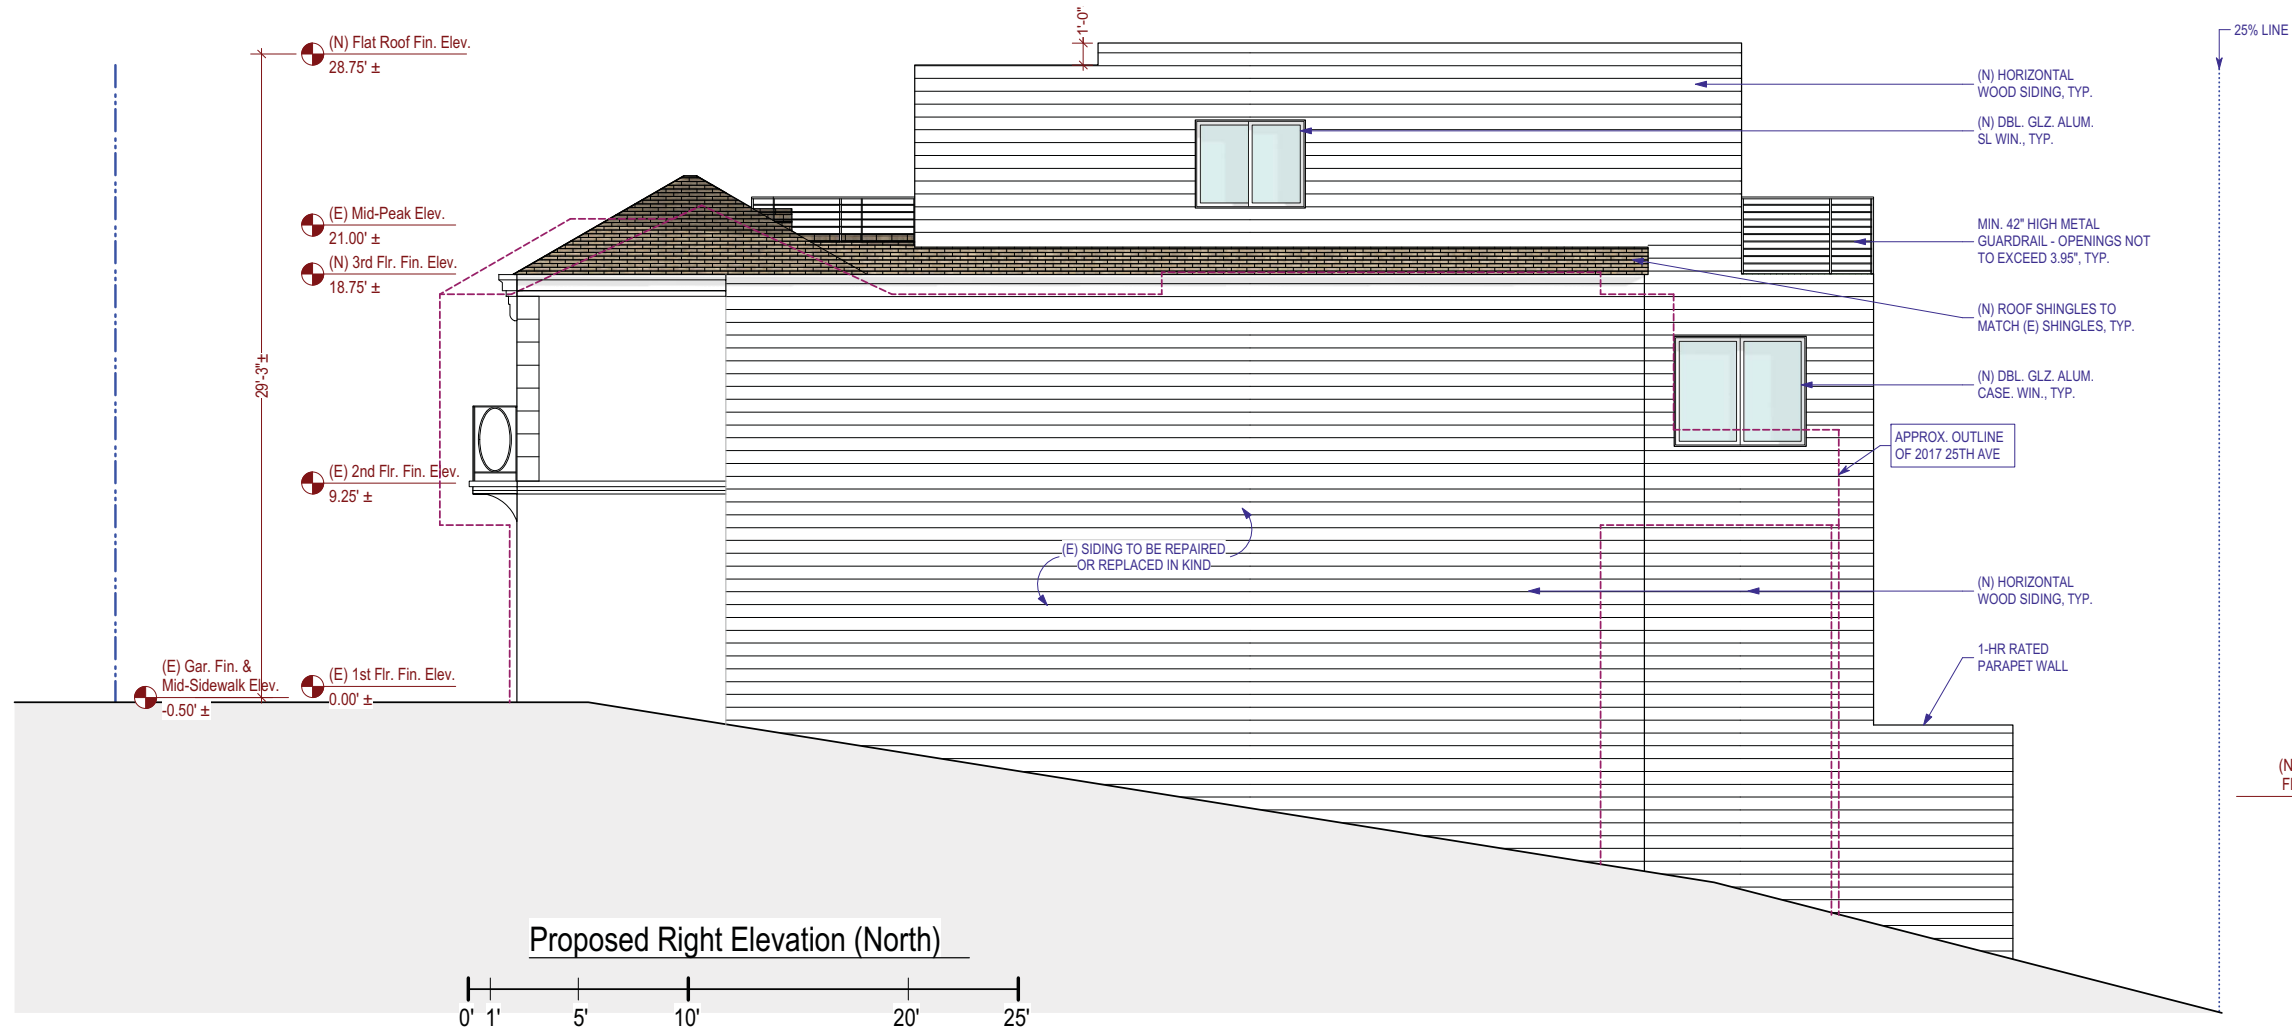 1'-0"
25% LINE
(N) Flat Roof Fin. Elev.
28.75' ±
(N) HORIZONTAL
WOOD SIDING, TYP.
(N) DBL. GLZ. ALUM.
SL WIN., TYP.
(E) Mid-Peak Elev.
21.00' ±
MIN. 42" HIGH METAL
GUARDRAIL - OPENINGS NOT
TO EXCEED 3.95", TYP.
(N) 3rd Flr. Fin. Elev.
18.75' ±
(N) ROOF SHINGLES TO
MATCH (E) SHINGLES, TYP.
29'-3"±
(N) DBL. GLZ. ALUM.
CASE. WIN., TYP.
APPROX. OUTLINE
OF 2017 25TH AVE
(E) 2nd Flr. Fin. Elev.
9.25' ±
(E) SIDING TO BE REPAIRED
OR REPLACED IN KIND
(N) HORIZONTAL
WOOD SIDING, TYP.
1-HR RATED
PARAPET WALL
(E) Gar. Fin. &
Mid-Sidewalk Elev.
-0.50' ±
(E) 1st Flr. Fin. Elev.
0.00' ±
Proposed Right Elevation (North)
0' 1' 5' 10' 20' 25'